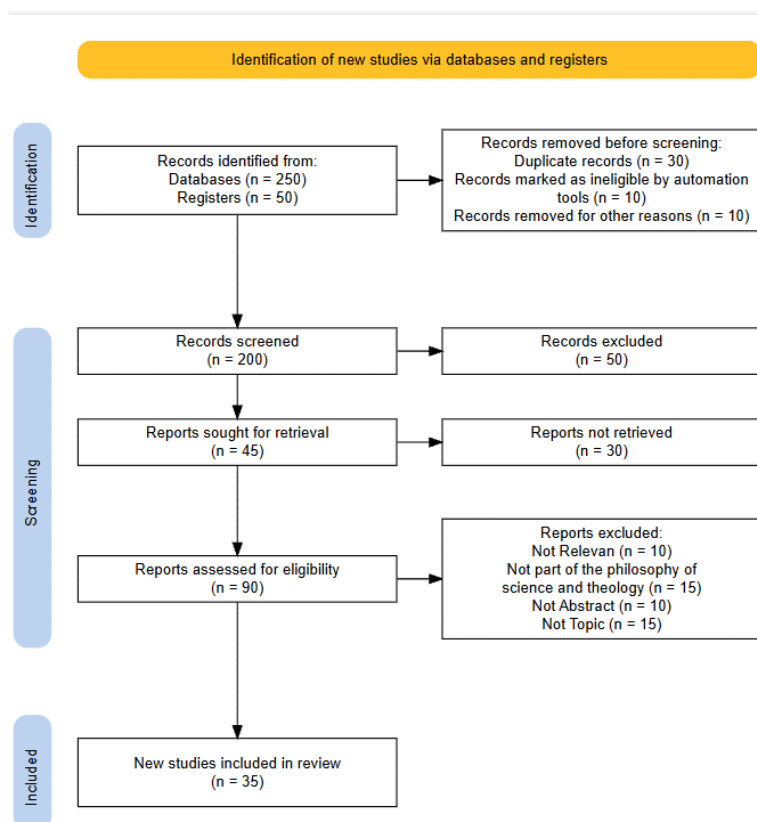 Identification of new studies via databases and registers
Identification
Records identified from:
Databases (n = 250)
Registers (n = 50)
Records removed before screening:
Duplicate records (n = 30)
Records marked as ineligible by automation
tools (n = 10)
Records removed for other reasons (n = 10)
Screening
Records screened
(n = 200)
Records excluded
(n = 50)
Reports sought for retrieval
(n = 45)
Reports not retrieved
(n = 30)
Reports assessed for eligibility
(n = 90)
Reports excluded:
Not Relevan (n = 10)
Not part of the philosophy of
science and theology (n = 15)
Not Abstract (n = 10)
Not Topic (n = 15)
Included
New studies included in review
(n = 35)